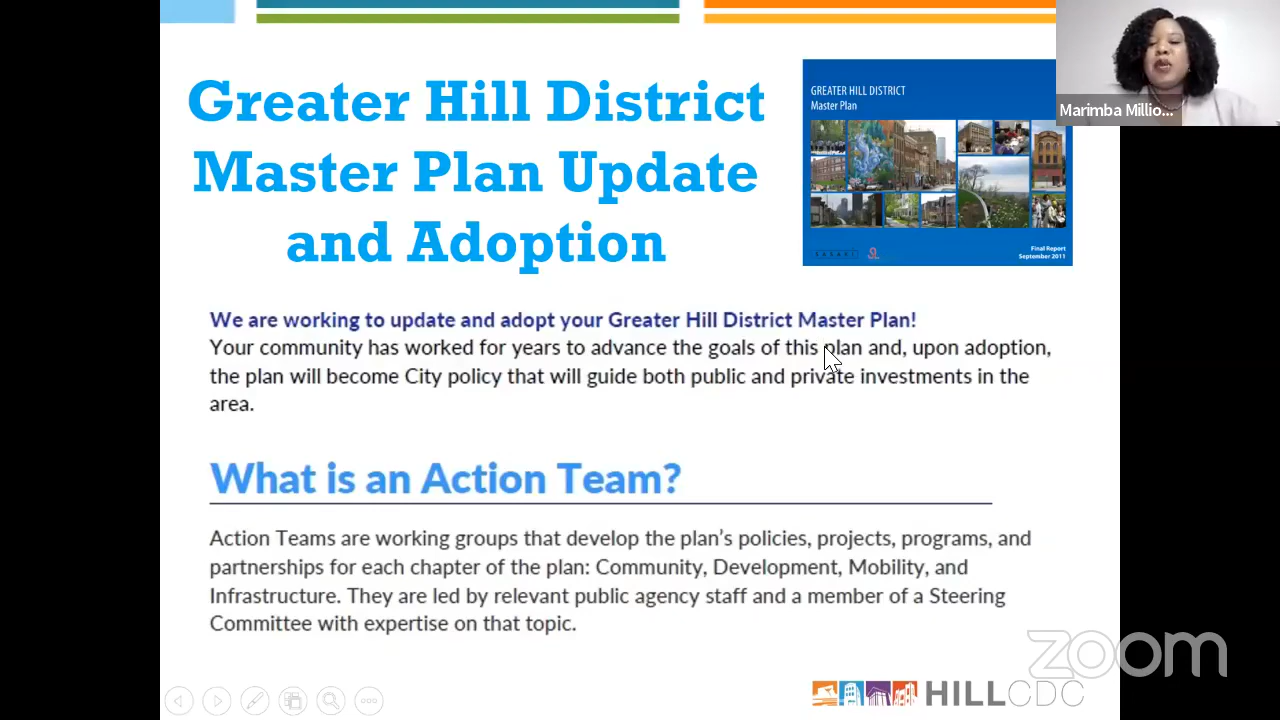 Greater Hill District
Master Plan Update
and Adoption
GREATER HILL DISTRICT
Master Plan
Final Report
September 2011
Marimba Millio...
We are working to update and adopt your Greater Hill District Master Plan!
Your community has worked for years to advance the goals of this plan and, upon adoption,
the plan will become City policy that will guide both public and private investments in the
area.
What is an Action Team?
Action Teams are working groups that develop the plan's policies, projects, programs, and
partnerships for each chapter of the plan: Community, Development, Mobility, and
Infrastructure. They are led by relevant public agency staff and a member of a Steering
Committee with expertise on that topic.
zoom
HILLCDC